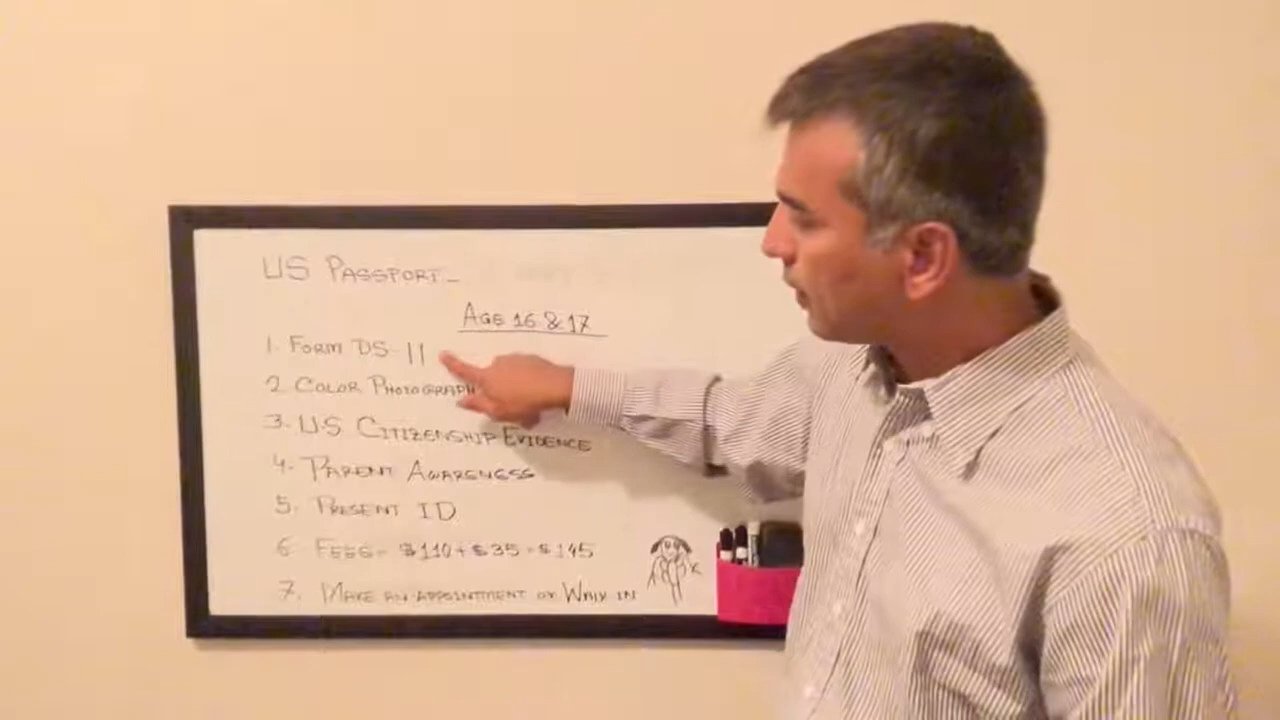 US PASSPORT-
AGE 16 & 17
1. FORM DS-11
2. COLOR PHOTOGRAPH
3. U.S CITIZENSHIP EVIDENCE
4. PARENT AWARENESS
5. PRESENT ID
6. FEES- $110 + $35 = $145
7. MAKE AN APPOINTMENT or WALK IN